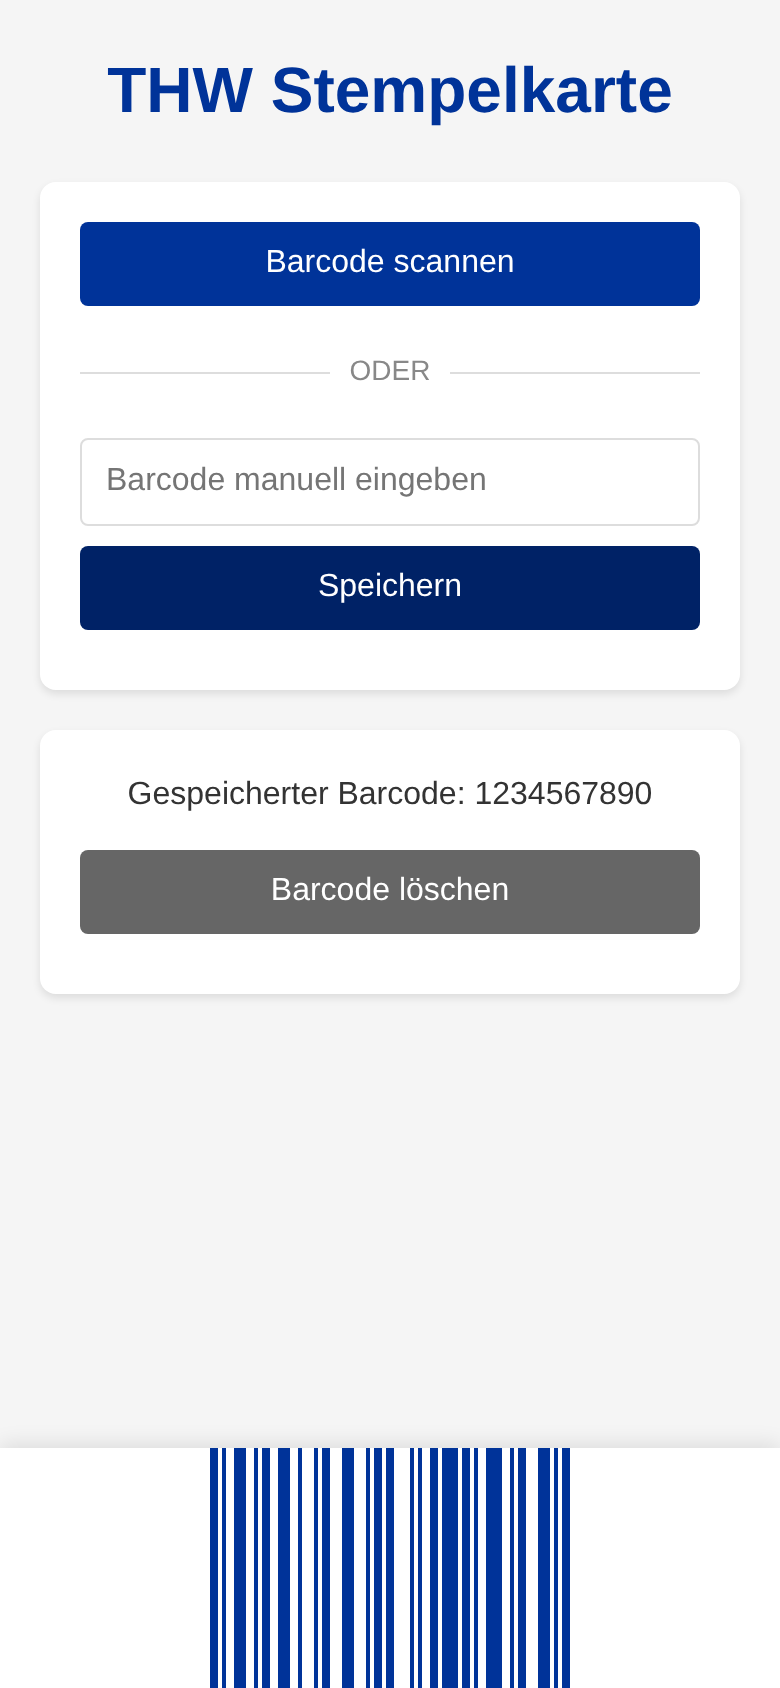 THW Stempelkarte
Barcode scannen
ODER
Barcode manuell eingeben
Speichern
Gespeicherter Barcode: 1234567890
Barcode löschen